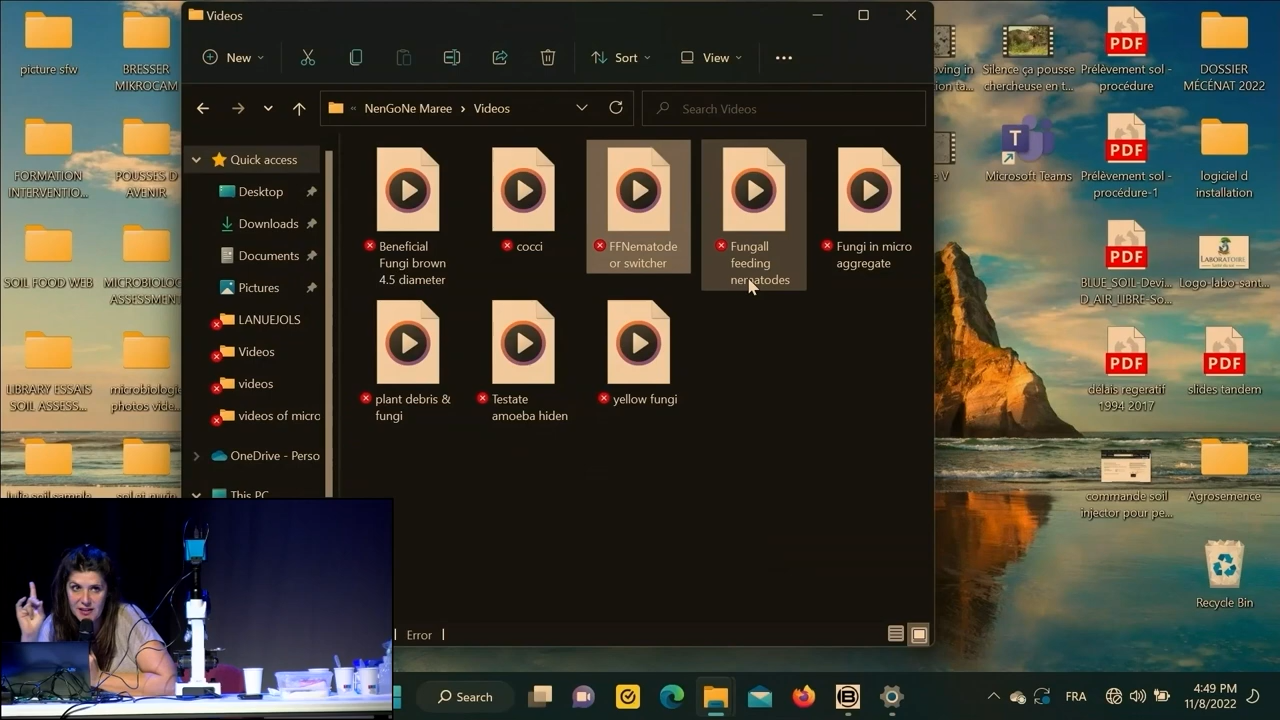 Videos
New
Sort
View
NenGoNe Maree
Videos
Search Videos
Quick access
Desktop
Downloads
Documents
Pictures
LANUEJOLS
Videos
videos
videos of micro
OneDrive - Perso
This PC
Beneficial
Fungi brown
4.5 diameter
cocci
FFNematode
or switcher
Fungall
feeding
nematodes
Fungi in micro
aggregate
plant debris &
fungi
Testate
amoeba hiden
yellow fungi
Error
picture sfw
BRESSER
MIKROCAM
FORMATION
INTERVENTIO...
POUSSES D
AVENIR
SOIL FOOD WEB
MICROBIOLOG
ASSESSMENT
LIBRARY ESSAIS
SOIL ASSESS...
microbiologie
photos vide...
Silence ça pousse
chercheuse en t...
PDF
Prélèvement sol -
procédure
DOSSIER
MÉCÉNAT 2022
T
Microsoft Teams
PDF
Prélèvement sol -
procédure-1
logiciel d
installation
PDF
BLUE_SOIL-Devi...
D_AIR_LIBRE-So...
LABORATOIRE
Logo-labo-sant...
PDF
délais regeratif
1994 2017
PDF
slides tandem
commande soil
injector pour pe...
Agrosemence
Recycle Bin
Search
FRA
4:49 PM
11/8/2022